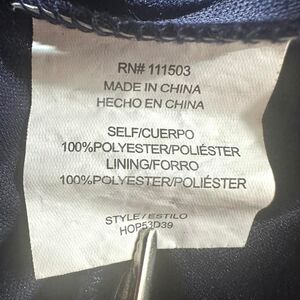 RN# 111503
MADE IN CHINA
HECHO EN CHINA
SELF/CUERPO
100%POLYESTER/POLIÉSTER
LINING/FORRO
100%POLYESTER/POLIÉSTER
STYLE/ESTILO
HOP53D39